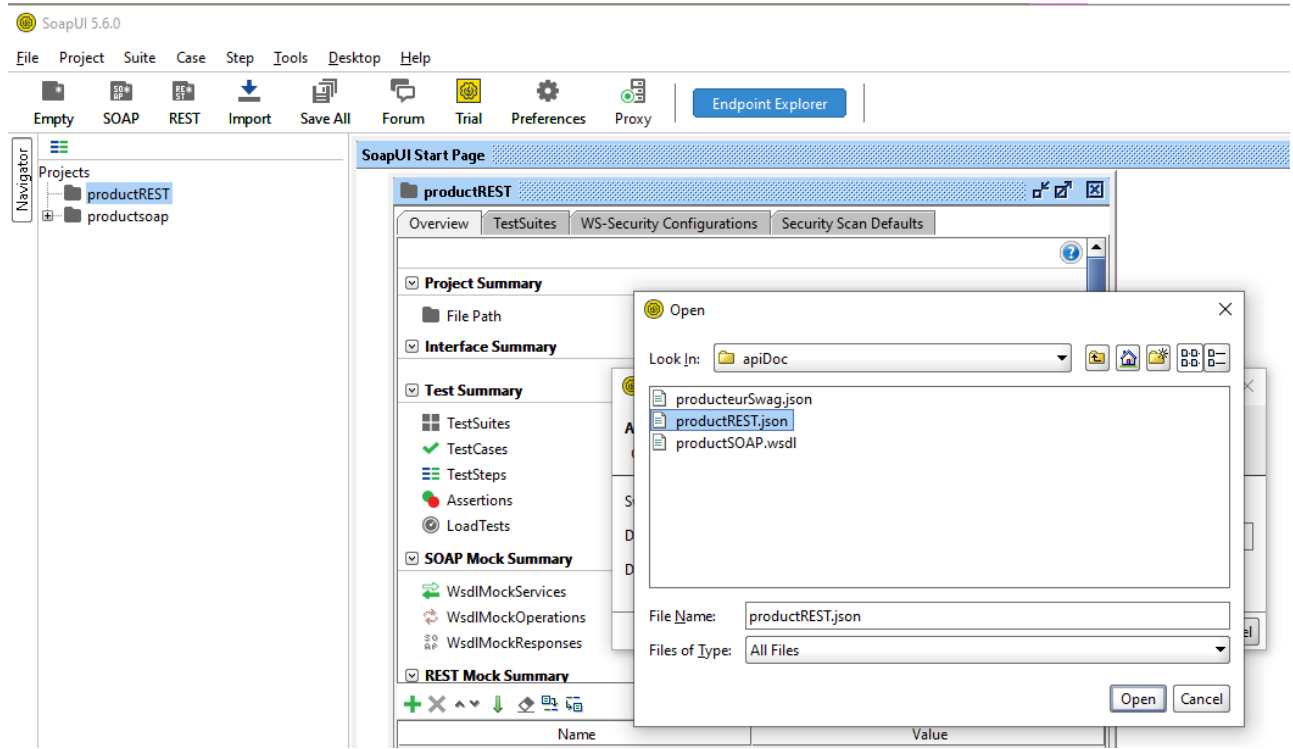 SoapUI 5.6.0
File Project Suite Case Step Tools Desktop Help
Empty SOAP REST Import Save All Forum Trial Preferences Proxy Endpoint Explorer
Navigator
Projects
productREST
productsoap
SoapUI Start Page
productREST
Overview TestSuites WS-Security Configurations Security Scan Defaults
Project Summary
File Path
Interface Summary
Test Summary
TestSuites
TestCases
TestSteps
Assertions
LoadTests
SOAP Mock Summary
WsdlMockServices
WsdlMockOperations
WsdlMockResponses
REST Mock Summary
Name Value
Open
Look In: apiDoc
producteurSwag.json
productREST.json
productSOAP.wsdl
File Name: productREST.json
Files of Type: All Files
Open Cancel